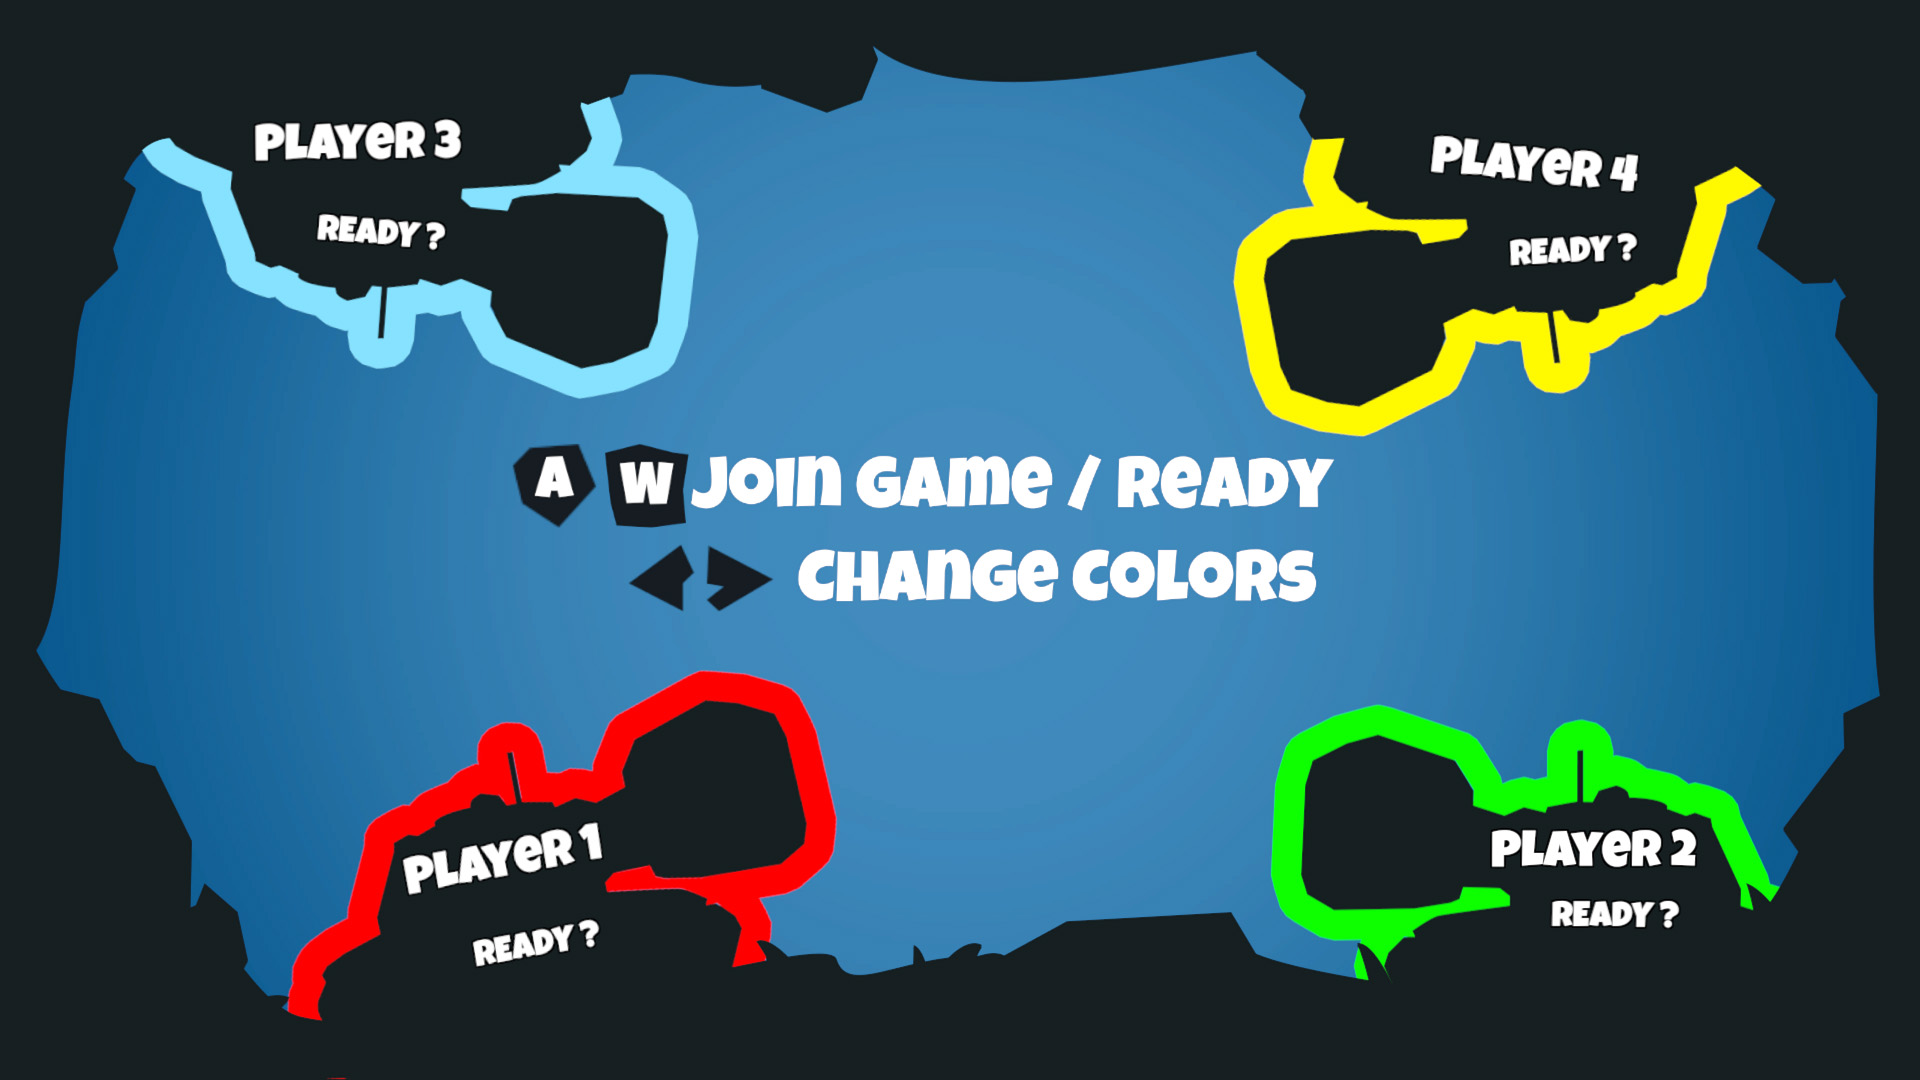 PLAYER 3
READY ?
PLAYER 4
READY ?
A W JOIN GAME / READY
CHANGE COLORS
PLAYER 1
READY ?
PLAYER 2
READY ?